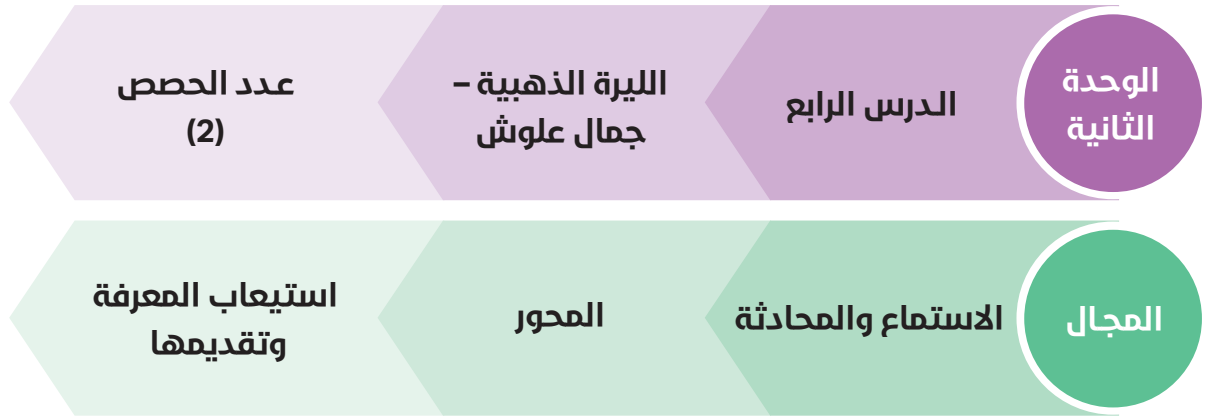 الوحدة
الثانية
الدرس الرابع
الليرة الذهبية –
جمال علوش
عدد الحصص
(2)
المجال
الاستماع والمحادثة
المحور
استيعاب المعرفة
وتقديمها